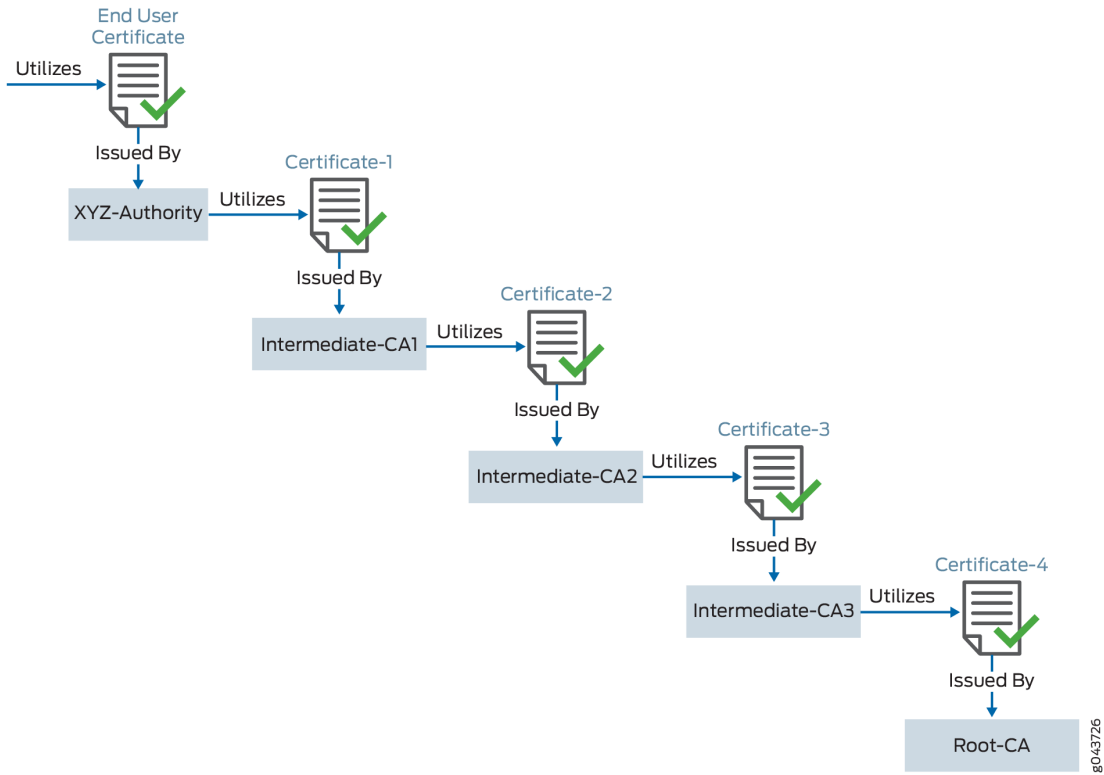 End User
Certificate
Utilizes
Issued By
Certificate-1
XYZ-Authority
Utilizes
Issued By
Certificate-2
Intermediate-CA1
Utilizes
Issued By
Certificate-3
Intermediate-CA2
Utilizes
Issued By
Certificate-4
Intermediate-CA3
Utilizes
Issued By
Root-CA
g043726